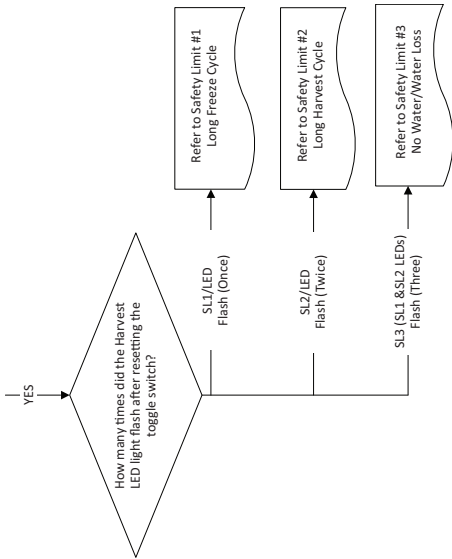 YES
How many times did the Harvest
LED light flash after resetting the
toggle switch?
SL1/LED
Flash (Once)
Refer to Safety Limit #1
Long Freeze Cycle
SL2/LED
Flash (Twice)
Refer to Safety Limit #2
Long Harvest Cycle
SL3 (SL1 &SL2 LEDs)
Flash (Three)
Refer to Safety Limit #3
No Water/Water Loss